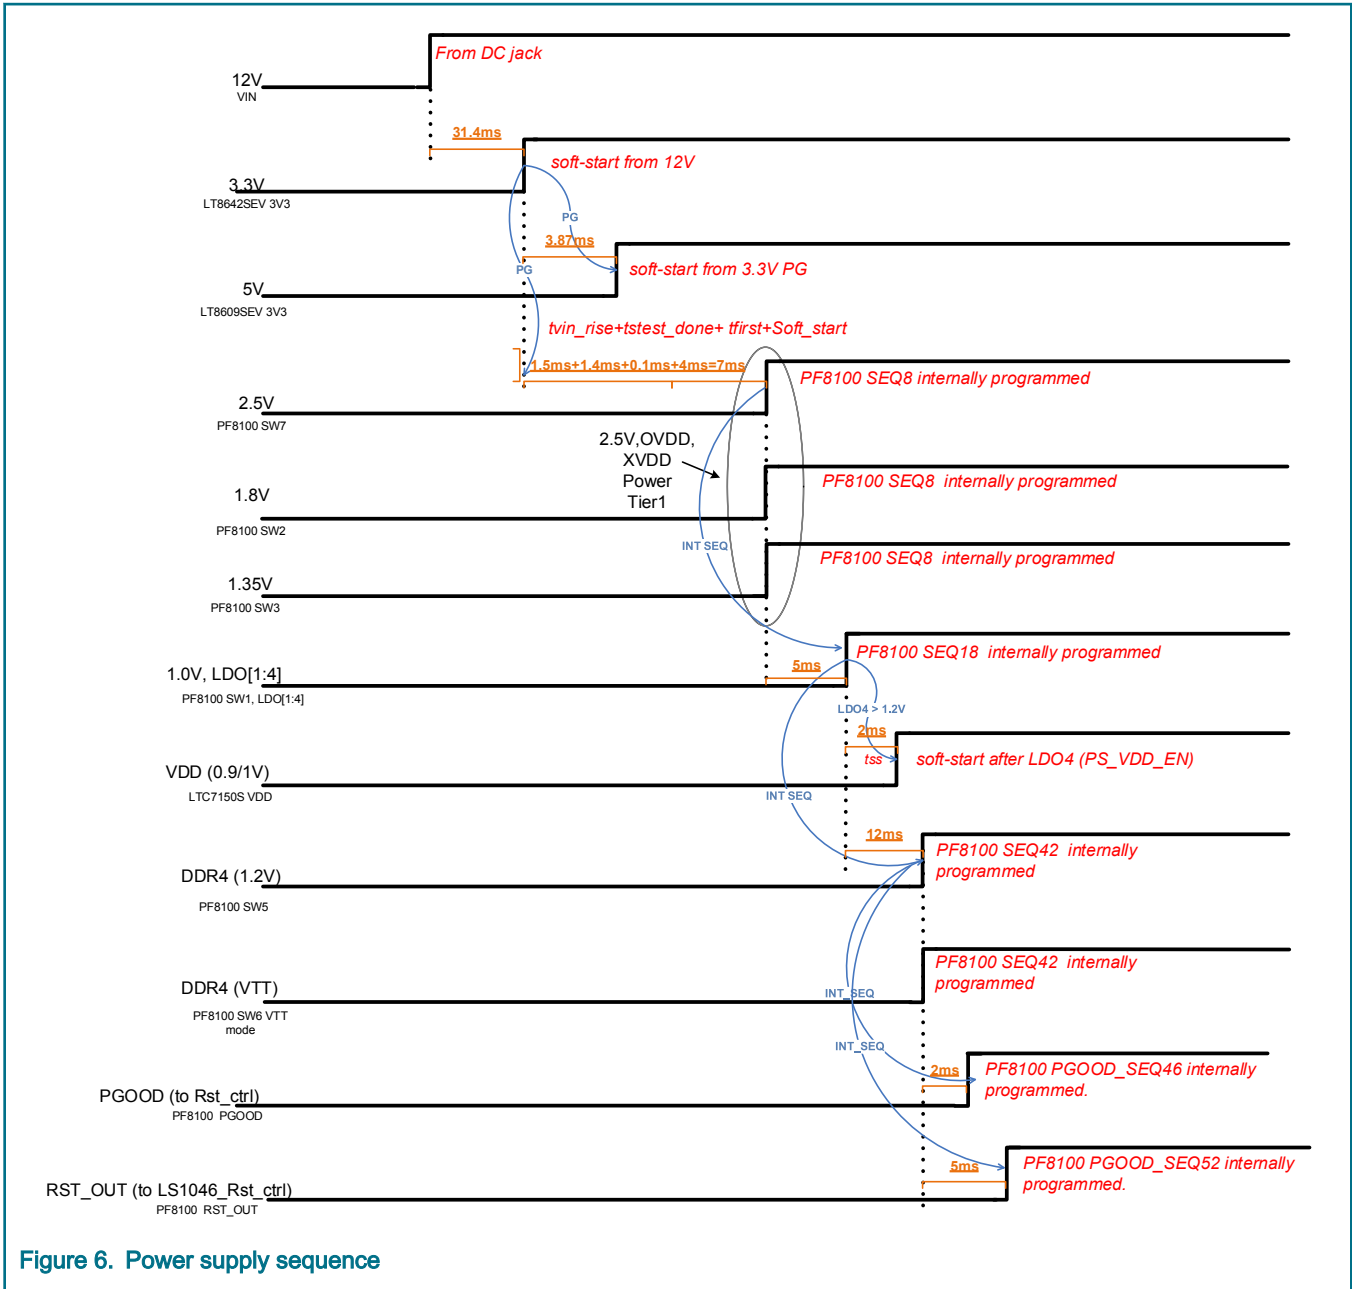 From DC jack
12V
VIN
31.4ms
soft-start from 12V
3.3V
LT8642SEV 3V3
PG
3.87ms
PG
soft-start from 3.3V PG
5V
LT8609SEV 3V3
tvin_rise+tstest_done+ tfirst+Soft_start
1.5ms+1.4ms+0.1ms+4ms=7ms
PF8100 SEQ8 internally programmed
2.5V
PF8100 SW7
2.5V,OVDD,
XVDD
Power
Tier1
PF8100 SEQ8  internally programmed
1.8V
PF8100 SW2
INT SEQ
PF8100 SEQ8  internally programmed
1.35V
PF8100 SW3
PF8100 SEQ18  internally programmed
5ms
1.0V, LDO[1:4]
PF8100 SW1, LDO[1:4]
LDO4 > 1.2V
2ms
tss
soft-start after LDO4 (PS_VDD_EN)
VDD (0.9/1V)
LTC7150S VDD
INT SEQ
12ms
PF8100 SEQ42  internally
programmed
DDR4 (1.2V)
PF8100 SW5
PF8100 SEQ42  internally
programmed
DDR4 (VTT)
PF8100 SW6 VTT
mode
INT_SEQ
INT_SEQ
2ms
PF8100 PGOOD_SEQ46 internally
programmed.
PGOOD (to Rst_ctrl)
PF8100  PGOOD
5ms
PF8100 PGOOD_SEQ52 internally
programmed.
RST_OUT (to LS1046_Rst_ctrl)
PF8100  RST_OUT
Figure 6.  Power supply sequence